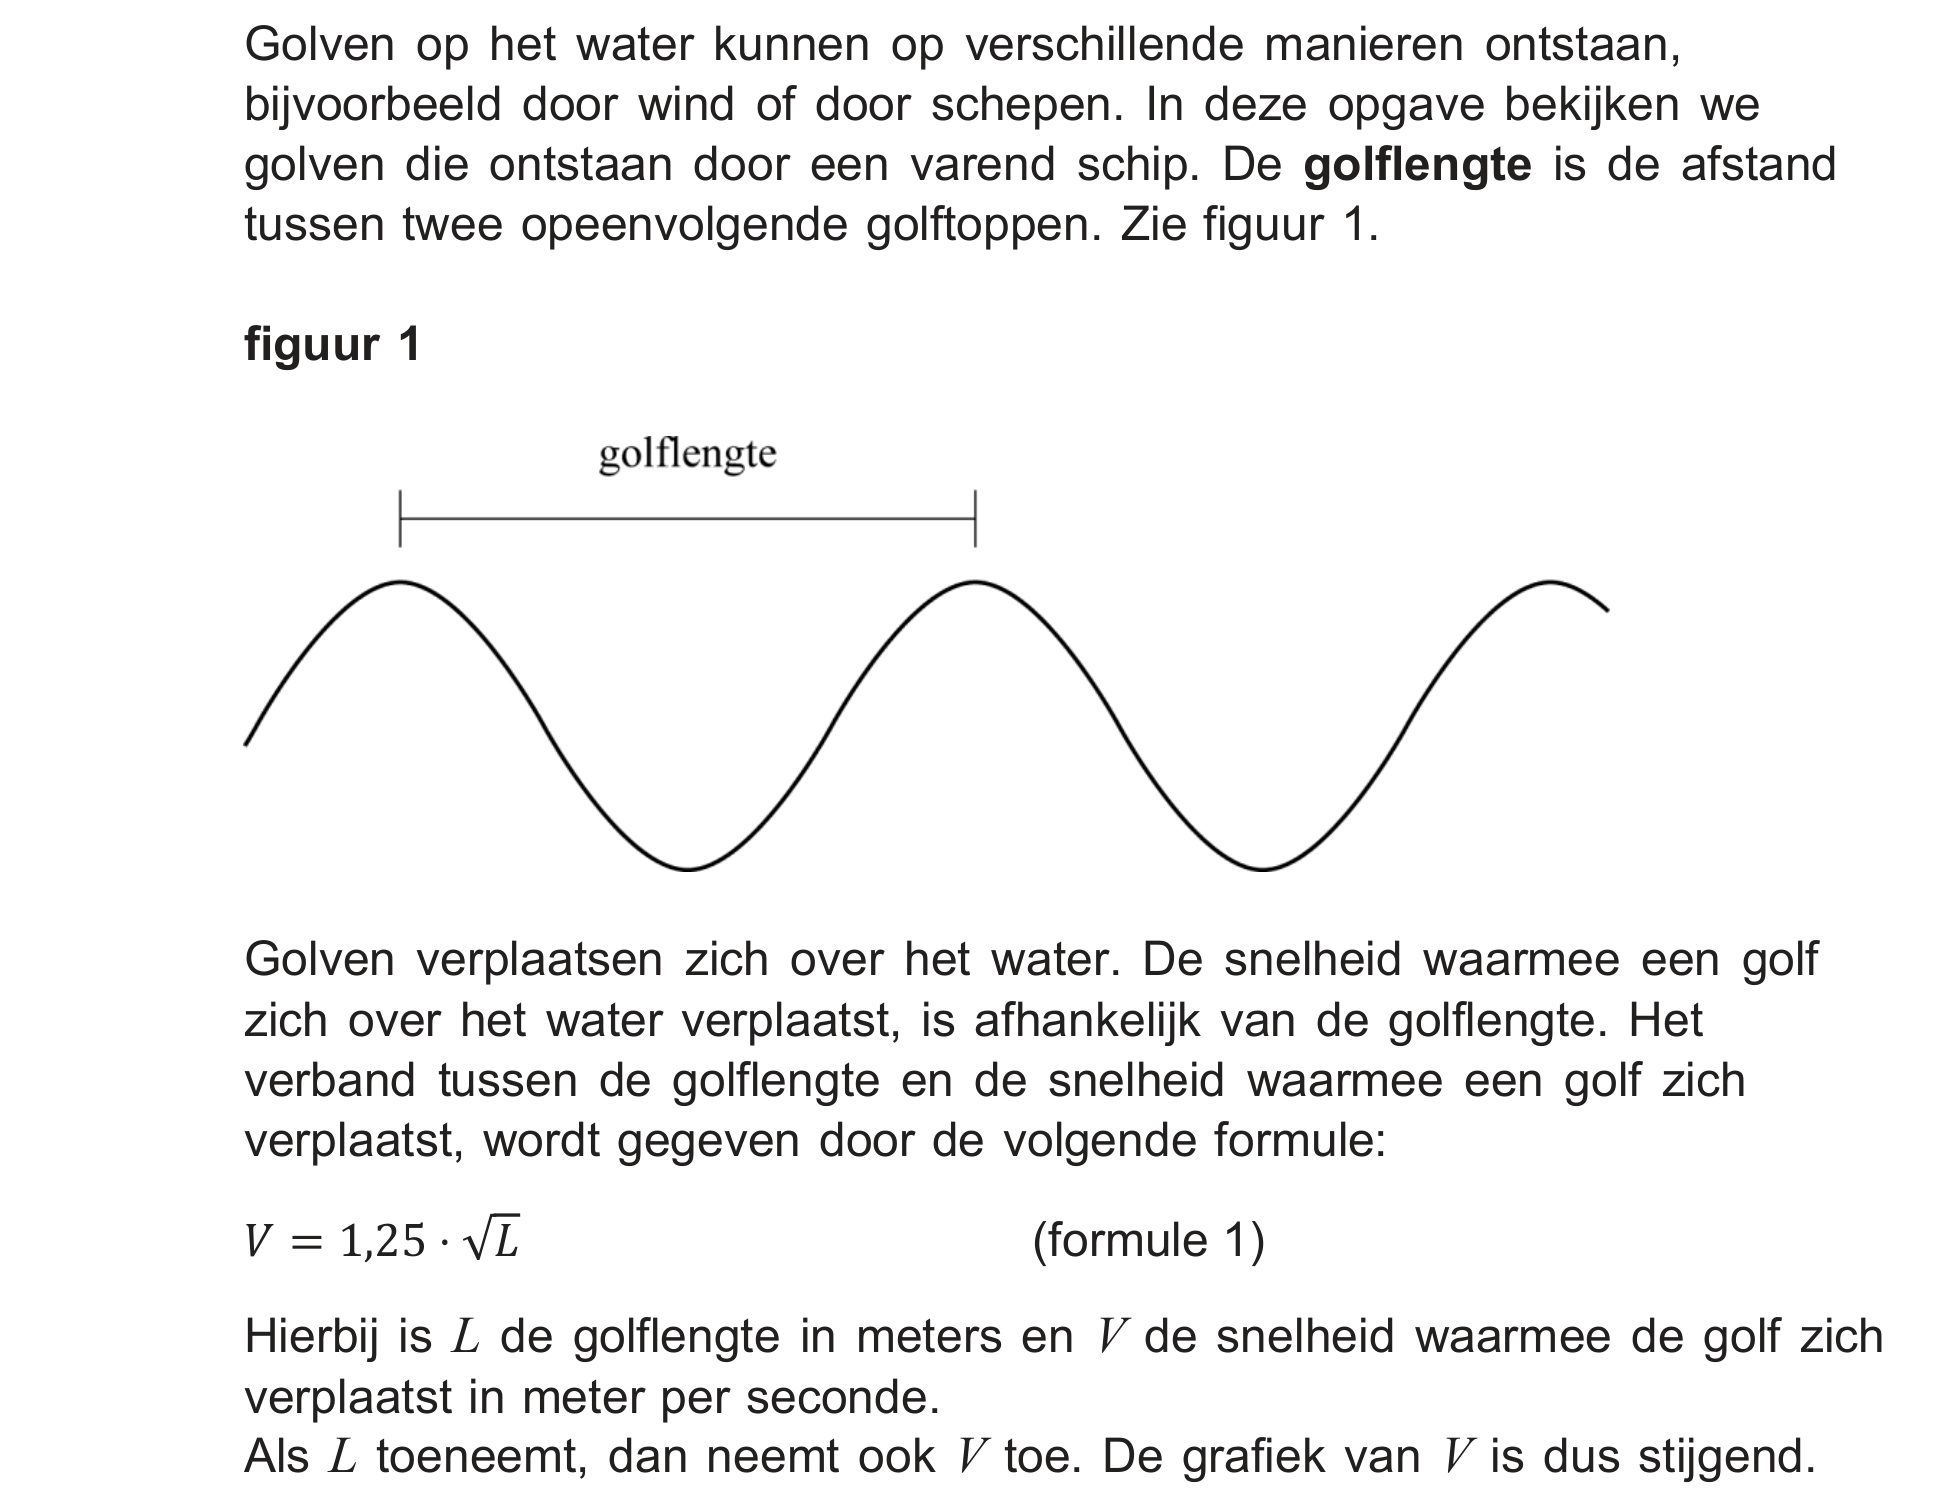 Golven op het water kunnen op verschillende manieren ontstaan,
bijvoorbeeld door wind of door schepen. In deze opgave bekijken we
golven die ontstaan door een varend schip. De golflengte is de afstand
tussen twee opeenvolgende golftoppen. Zie figuur 1.
figuur 1
golflengte
Golven verplaatsen zich over het water. De snelheid waarmee een golf
zich over het water verplaatst, is afhankelijk van de golflengte. Het
verband tussen de golflengte en de snelheid waarmee een golf zich
verplaatst, wordt gegeven door de volgende formule:
V = 1,25 · √L (formule 1)
Hierbij is L de golflengte in meters en V de snelheid waarmee de golf zich
verplaatst in meter per seconde.
Als L toeneemt, dan neemt ook V toe. De grafiek van V is dus stijgend.